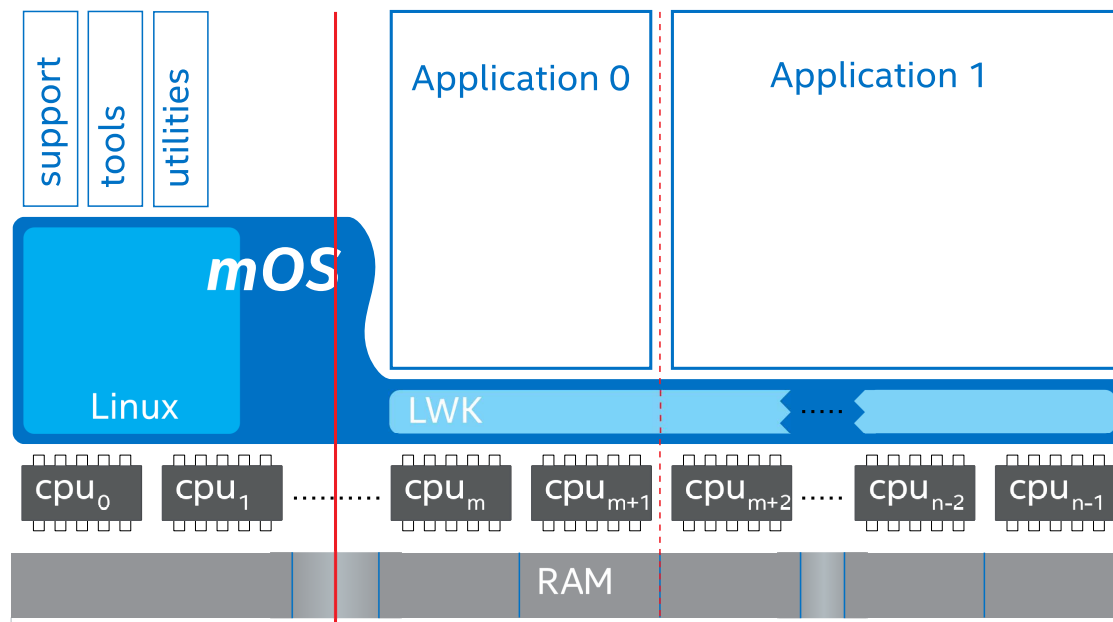 support
tools
utilities
Application 0
Application 1
mOS
Linux
LWK
.....
cpu0
cpu1
..........
cpum
cpum+1
cpum+2
.....
cpun-2
cpun-1
RAM